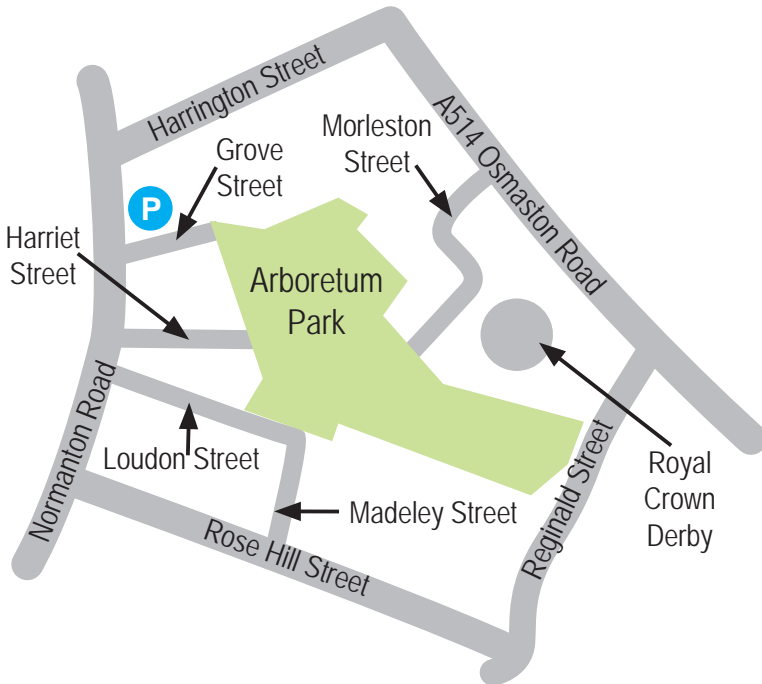 Harrington Street
A514 Osmaston Road
Morleston
Street
Grove
Street
P
Harriet
Street
Arboretum
Park
Normanton Road
Loudon Street
Madeley Street
Rose Hill Street
Reginald Street
Royal
Crown
Derby